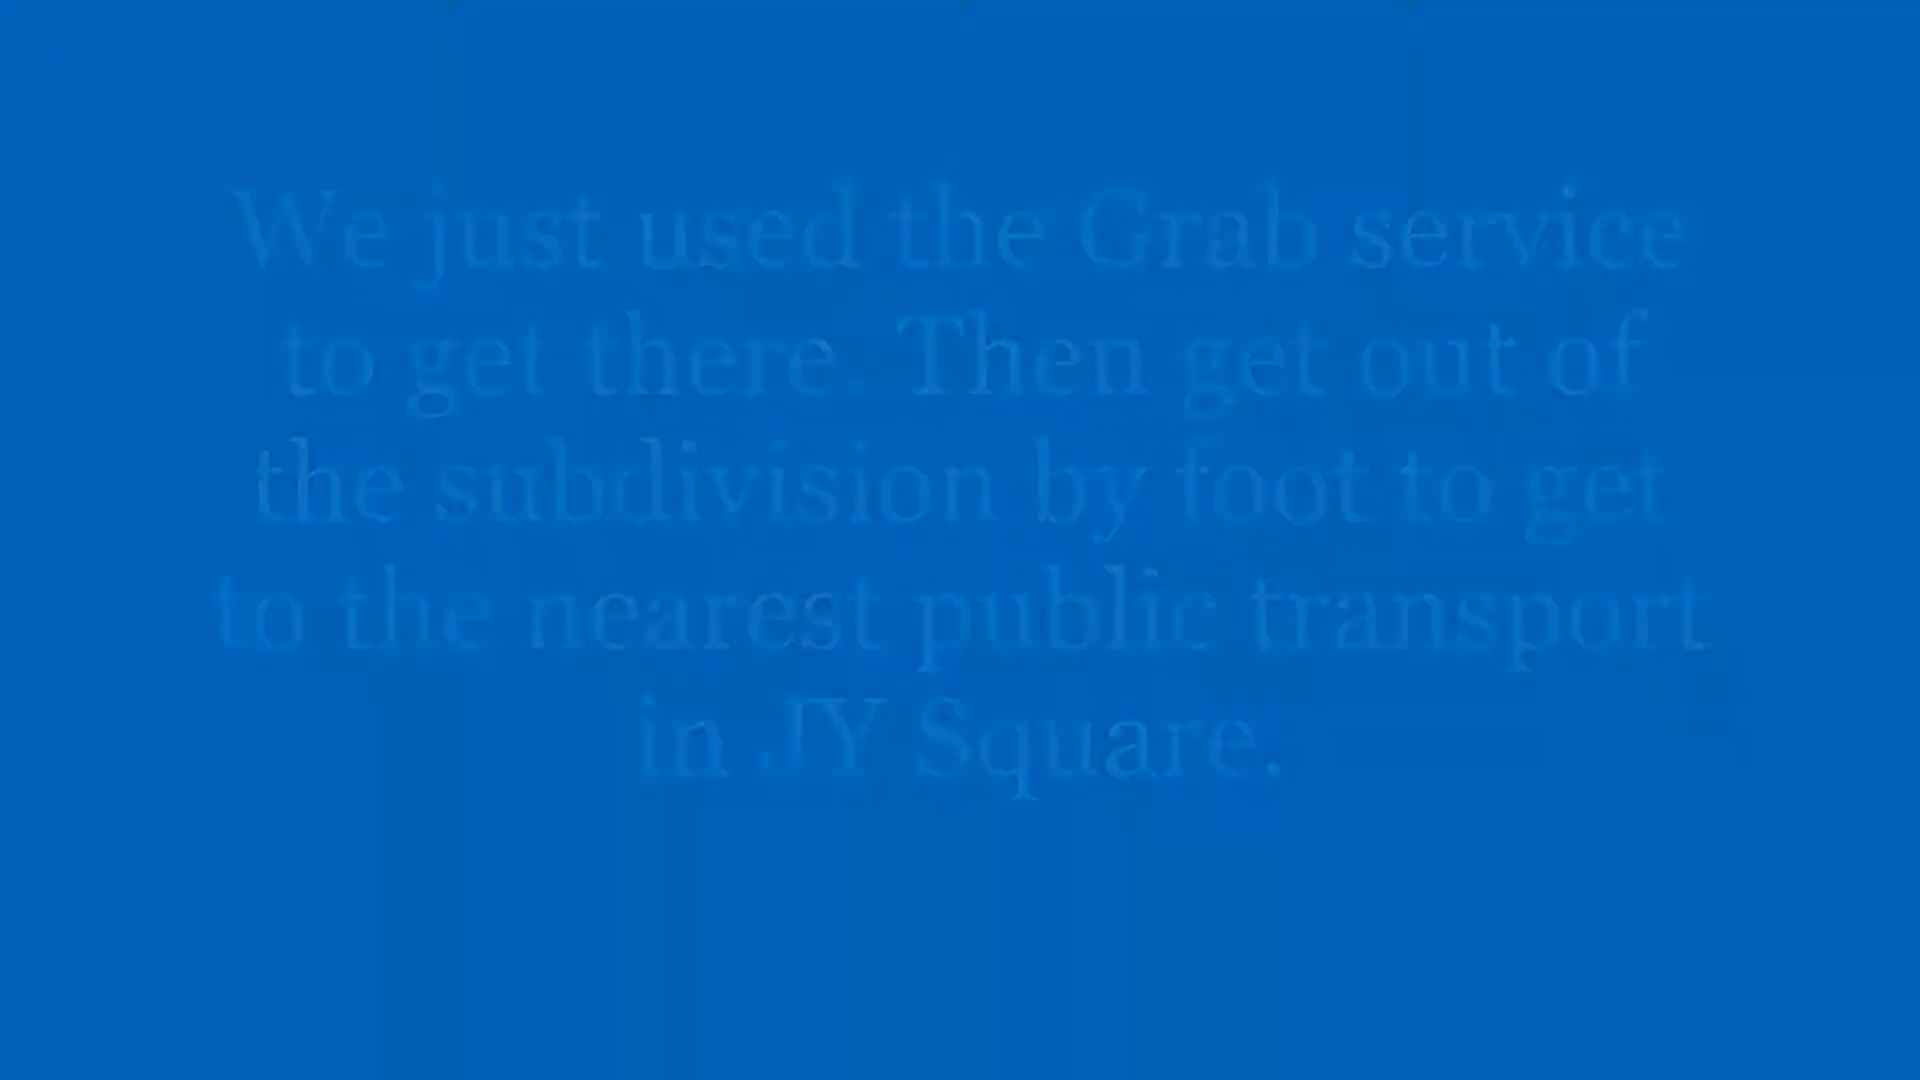 We just used the Grab service
to get there. Then get out of
the subdivision by foot to get
to the nearest public transport
in JY Square.